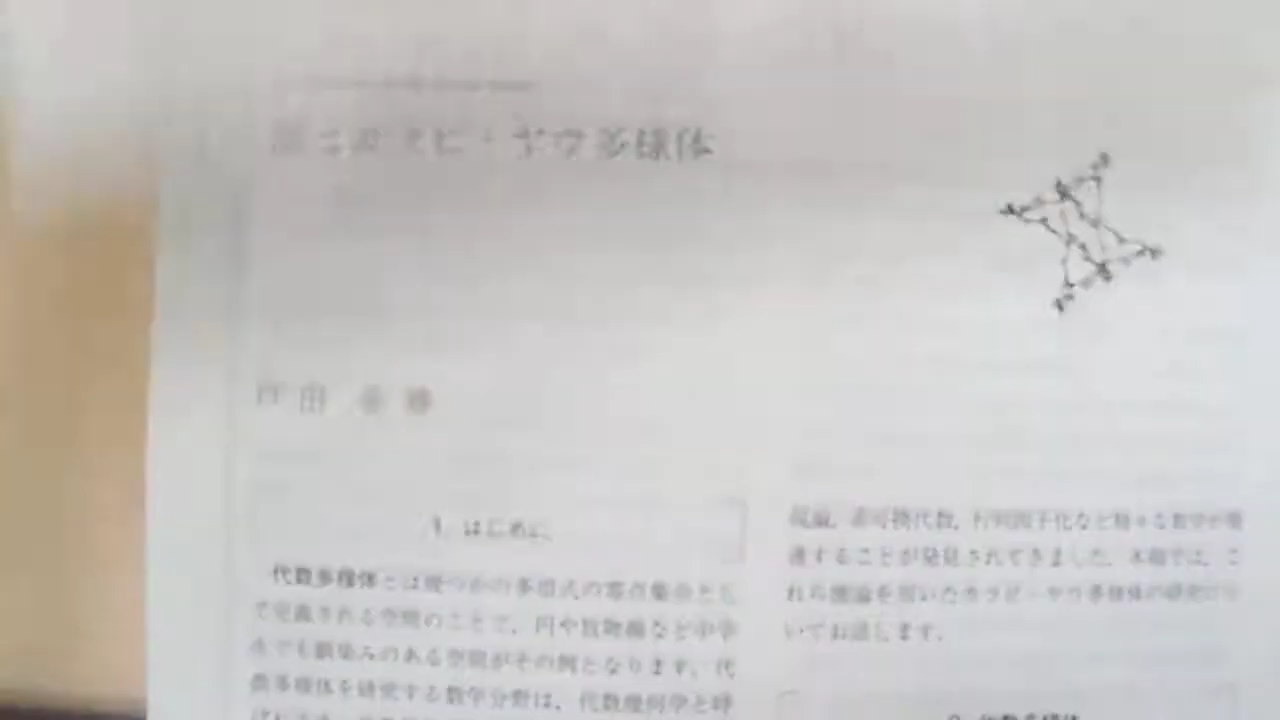 カラビ・ヤウ多様体
戸田
1. はじめに
代数多様体とは幾つかの多項式の零点集合とし
て定義される空間のことで，円や放物線など中学
生でも馴染みのある空間がその例となります．代
数多様体を研究する数学分野は，代数幾何学と呼
非可換代数，行列因子化など様々な数学が関
連することが発見されてきました．本稿では，こ
れら理論を用いたカラビ・ヤウ多様体の研究につ
いてお話します．
2. 代数多様体